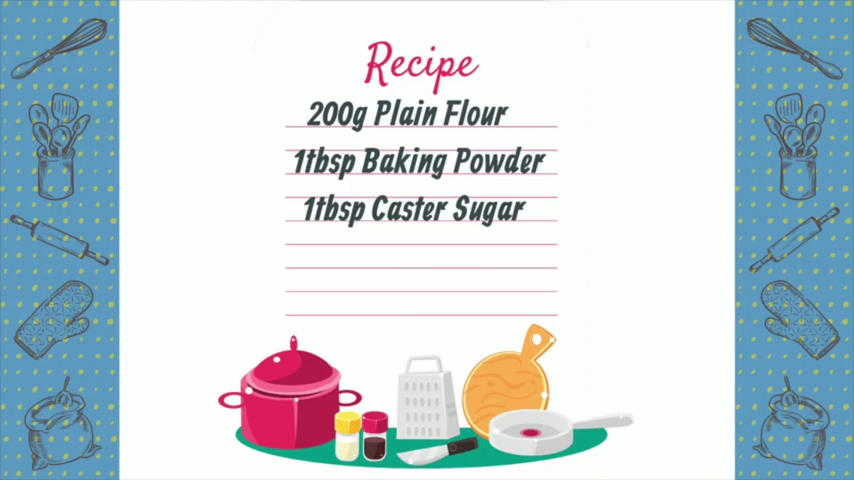 Recipe
200g Plain Flour
1tbsp Baking Powder
1tbsp Caster Sugar